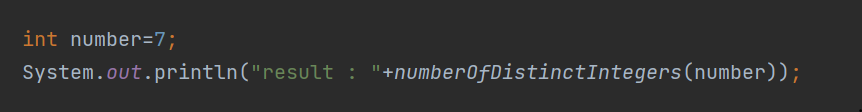 int number=7;
System.out.println("result : "+numberOfDistinctIntegers(number));